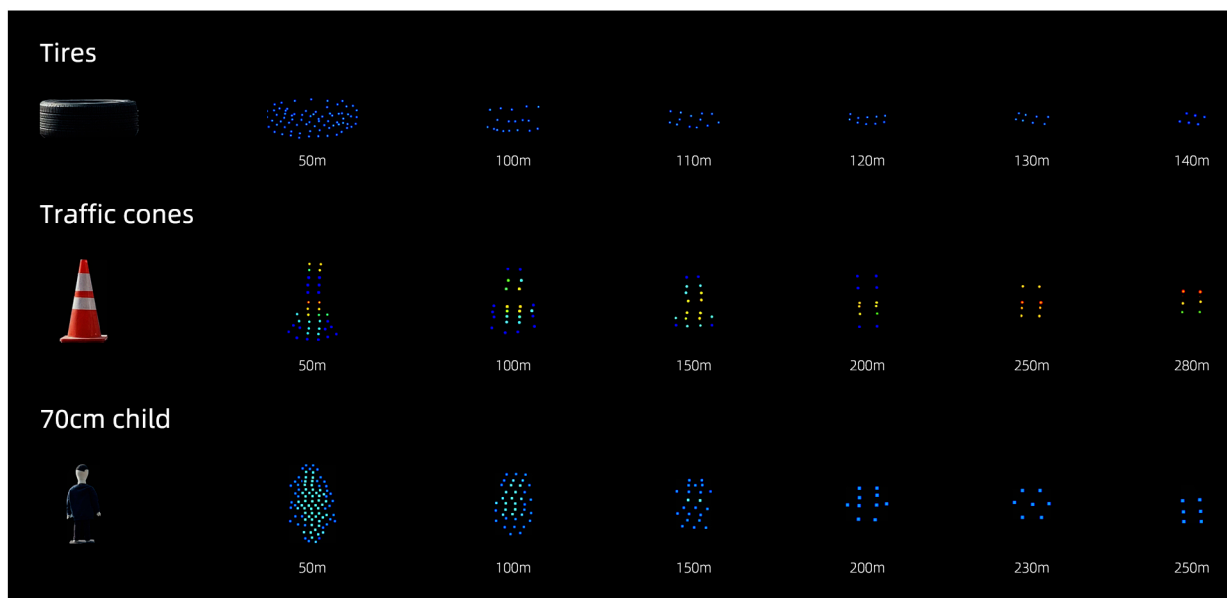 Tires
50m 100m 110m 120m 130m 140m
Traffic cones
50m 100m 150m 200m 250m 280m
70cm child
50m 100m 150m 200m 230m 250m